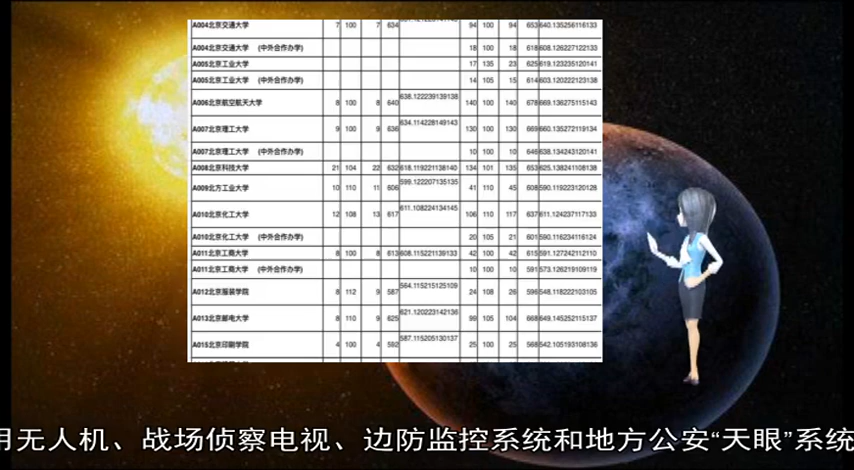 A004北京交通大学 7 100 7 634 94 100 94 653 640.135256116133
A004北京交通大学 (中外合作办学) 18 100 18 618 608.126227122133
A005北京工业大学 17 135 23 625 619.123235120141
A005北京工业大学 (中外合作办学) 14 105 15 614 603.120222123138
A006北京航空航天大学 8 100 8 640 638.122239139138 140 100 140 678 669.136275115143
A007北京理工大学 9 100 9 636 634.114228149143 130 100 130 669 660.135272119134
A007北京理工大学 (中外合作办学) 10 100 10 646 638.134243120141
A008北京科技大学 21 104 22 632 618.119221138140 134 101 135 653 625.138241108138
A009北方工业大学 10 110 11 606 599.122207135135 41 110 45 608 590.119223120128
A010北京化工大学 12 108 13 617 611.108224134145 106 110 117 637 611.124237117133
A010北京化工大学 (中外合作办学) 20 105 21 601 590.116234116124
A011北京工商大学 8 100 8 613 608.115221139133 42 100 42 615 591.127242112110
A011北京工商大学 (中外合作办学) 10 100 10 591 573.126219109119
A012北京服装学院 8 112 9 587 564.115215125109 24 108 26 596 548.118222103105
A013北京邮电大学 8 110 9 625 621.120223142136 99 105 104 668 649.145252115137
A015北京印刷学院 4 100 4 592 587.115205130137 25 100 25 568 542.105193108136
用无人机、战场侦察电视、边防监控系统和地方公安“天眼”系统